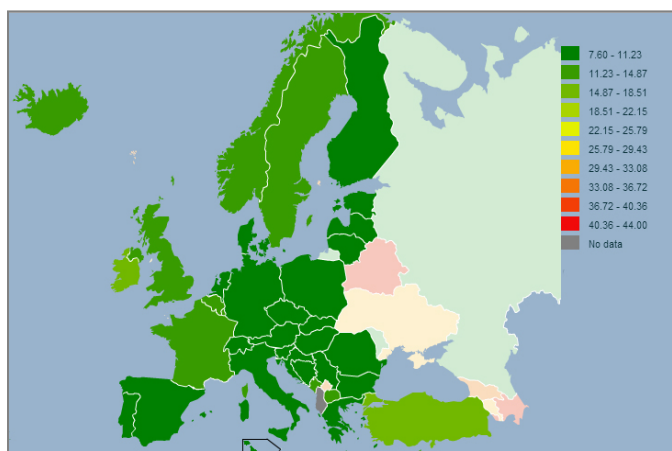 7.60 - 11.23
11.23 - 14.87
14.87 - 18.51
18.51 - 22.15
22.15 - 25.79
25.79 - 29.43
29.43 - 33.08
33.08 - 36.72
36.72 - 40.36
40.36 - 44.00
No data